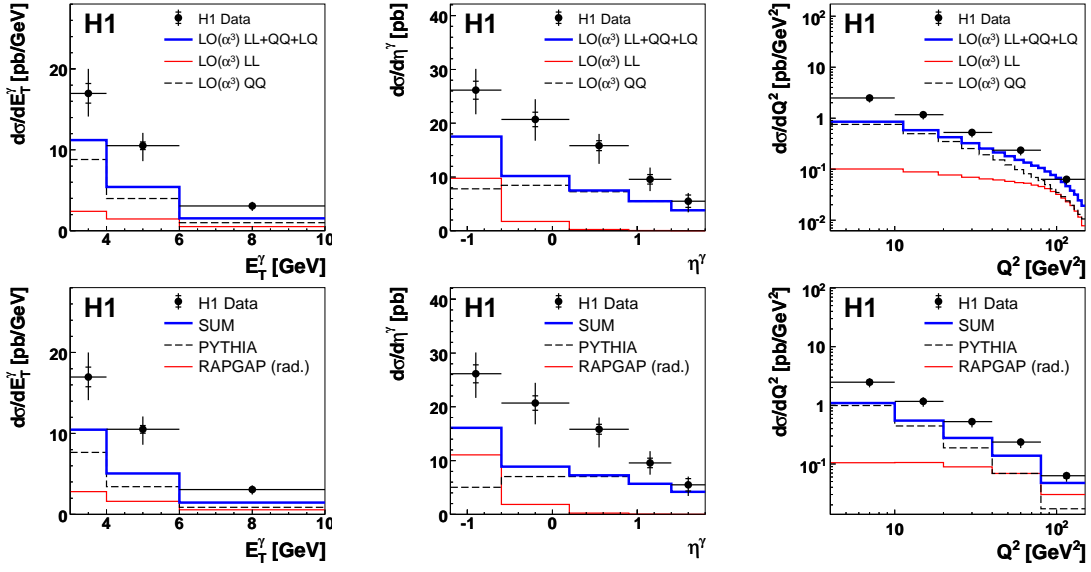 H1
H1 Data
LO(α³) LL+QQ+LQ
LO(α³) LL
LO(α³) QQ
dσ/dE_T^γ [pb/GeV]
20
10
0
4 6 8 10
E_T^γ [GeV]
H1
H1 Data
LO(α³) LL+QQ+LQ
LO(α³) LL
LO(α³) QQ
dσ/dη^γ [pb]
40
30
20
10
0
-1 0 1
η^γ
H1
H1 Data
LO(α³) LL+QQ+LQ
LO(α³) LL
LO(α³) QQ
dσ/dQ² [pb/GeV²]
10²
10
1
10⁻¹
10⁻²
10 10²
Q² [GeV²]
H1
H1 Data
SUM
PYTHIA
RAPGAP (rad.)
dσ/dE_T^γ [pb/GeV]
20
10
0
4 6 8 10
E_T^γ [GeV]
H1
H1 Data
SUM
PYTHIA
RAPGAP (rad.)
dσ/dη^γ [pb]
40
30
20
10
0
-1 0 1
η^γ
H1
H1 Data
SUM
PYTHIA
RAPGAP (rad.)
dσ/dQ² [pb/GeV²]
10²
10
1
10⁻¹
10 10²
Q² [GeV²]